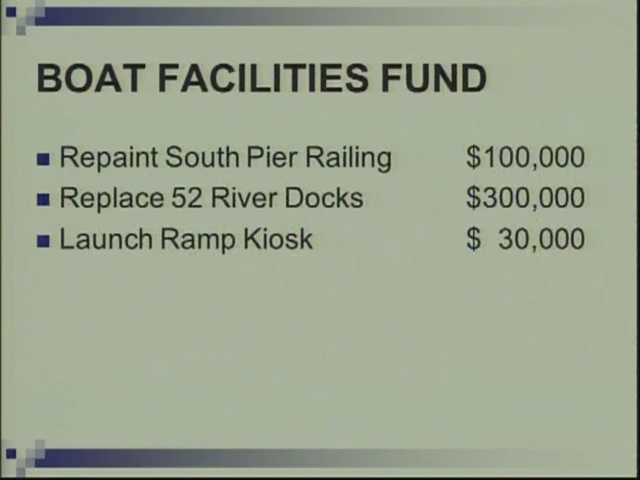 BOAT FACILITIES FUND
Repaint South Pier Railing $100,000
Replace 52 River Docks $300,000
Launch Ramp Kiosk $ 30,000